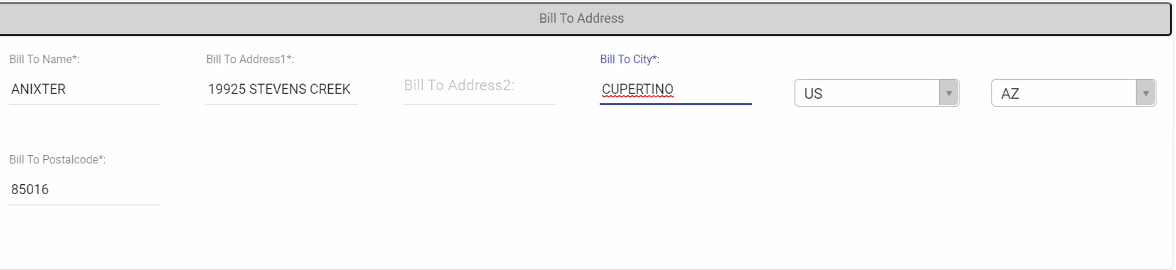 Bill To Address
Bill To Name*: Bill To Address1*: Bill To City*:
ANIXTER 19925 STEVENS CREEK Bill To Address2: CUPERTINO US AZ
Bill To Postalcode*:
85016